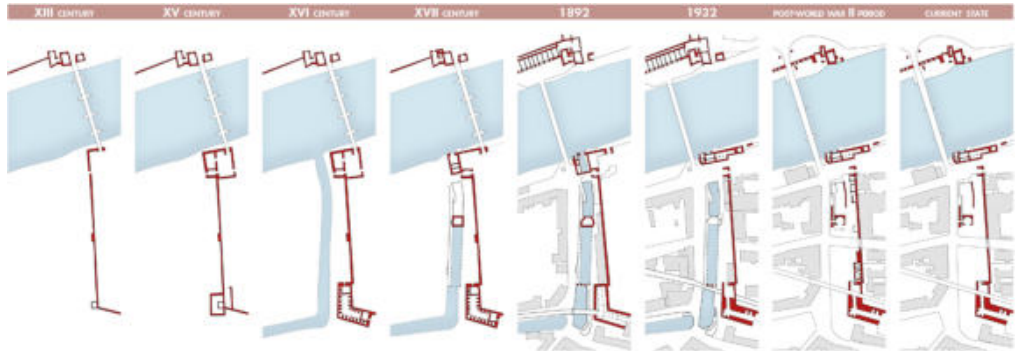 XIII CENTURY
XV CENTURY
XVI CENTURY
XVII CENTURY
1892
1932
POST-WORLD WAR II PERIOD
CURRENT STATE